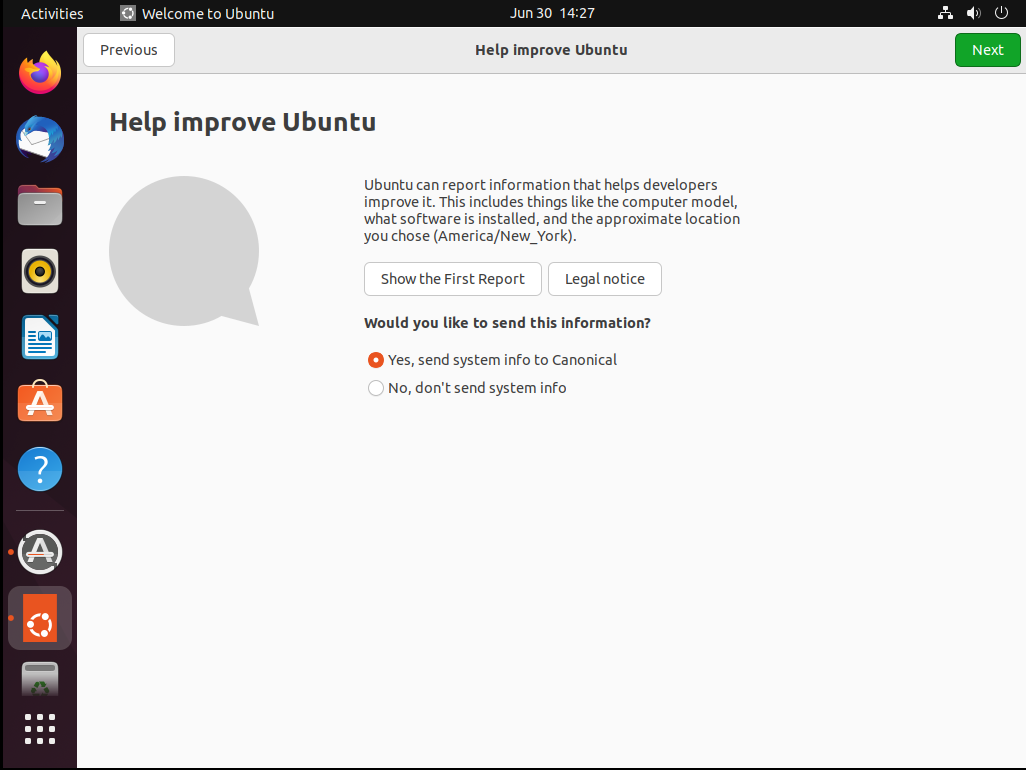 Activities
Welcome to Ubuntu
Jun 30 14:27
Previous
Help improve Ubuntu
Next
Help improve Ubuntu
Ubuntu can report information that helps developers
improve it. This includes things like the computer model,
what software is installed, and the approximate location
you chose (America/New_York).
Show the First Report
Legal notice
Would you like to send this information?
Yes, send system info to Canonical
No, don't send system info